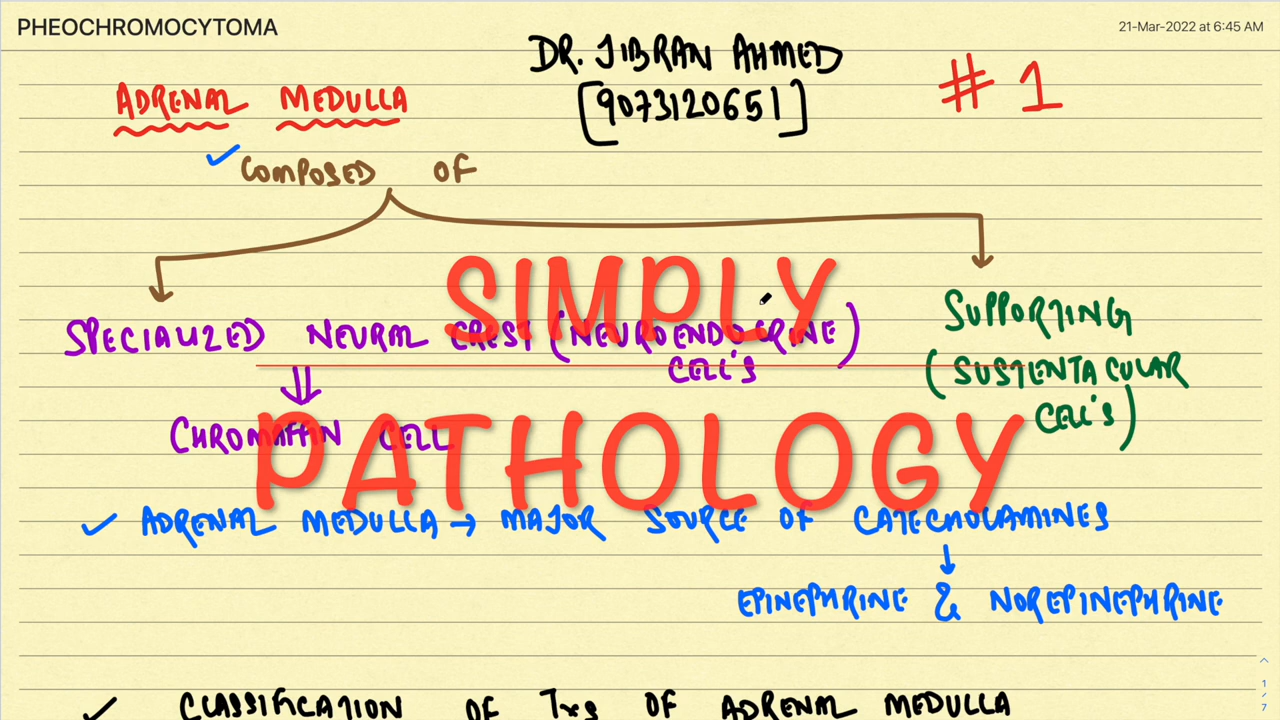 PHEOCHROMOCYTOMA
21-Mar-2022 at 6:45 AM
DR. JIBRAN AHMED
[9073120651]
# 1
ADRENAL MEDULLA
COMPOSED OF
SIMPLY
SPECIALIZED NEURAL CREST (NEUROENDOCRINE CELL'S)
SUPPORTING
(SUSTENTACULAR
CELL'S)
CHROMAFFIN CELL
PATHOLOGY
ADRENAL MEDULLA → MAJOR SOURCE OF CATECHOLAMINES
EPINEPHRINE & NOREPINEPHRINE
CLASSIFICATION OF Txs OF ADRENAL MEDULLA
1
/
7